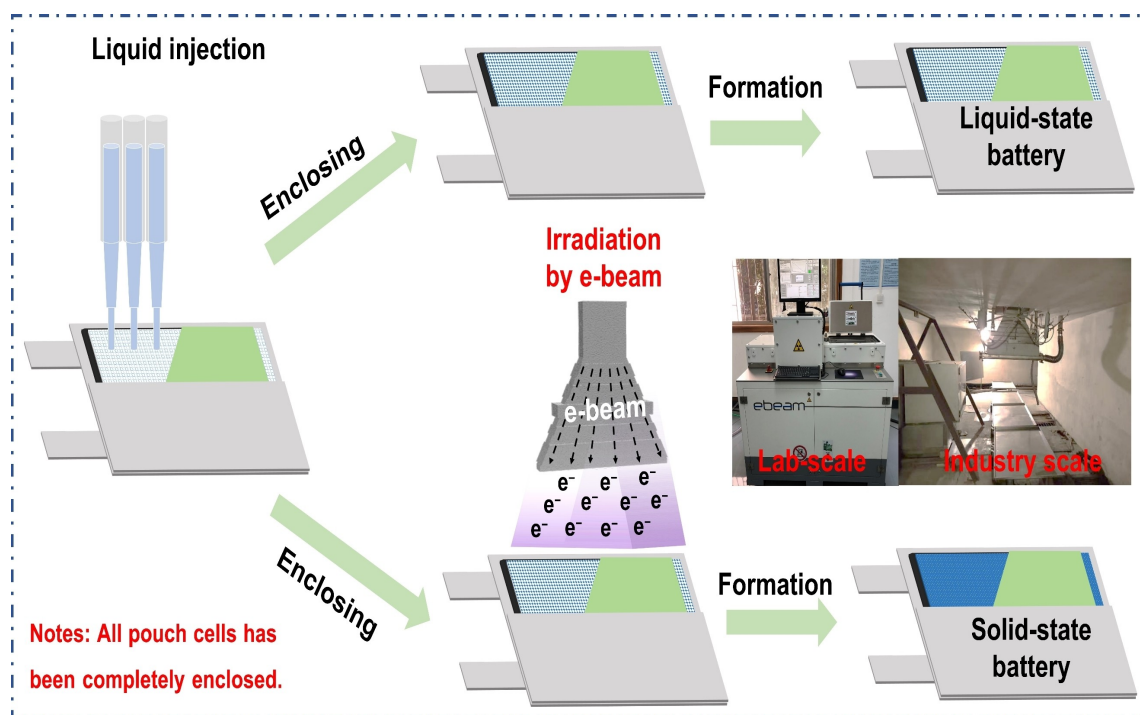 Liquid injection
Enclosing
Formation
Liquid-state
battery
Irradiation
by e-beam
e-beam
e⁻ e⁻ e⁻
e⁻ e⁻ e⁻ e⁻
e⁻ e⁻ e⁻ e⁻
ebeam
Lab-scale
Industry scale
Enclosing
Formation
Solid-state
battery
Notes: All pouch cells has
been completely enclosed.